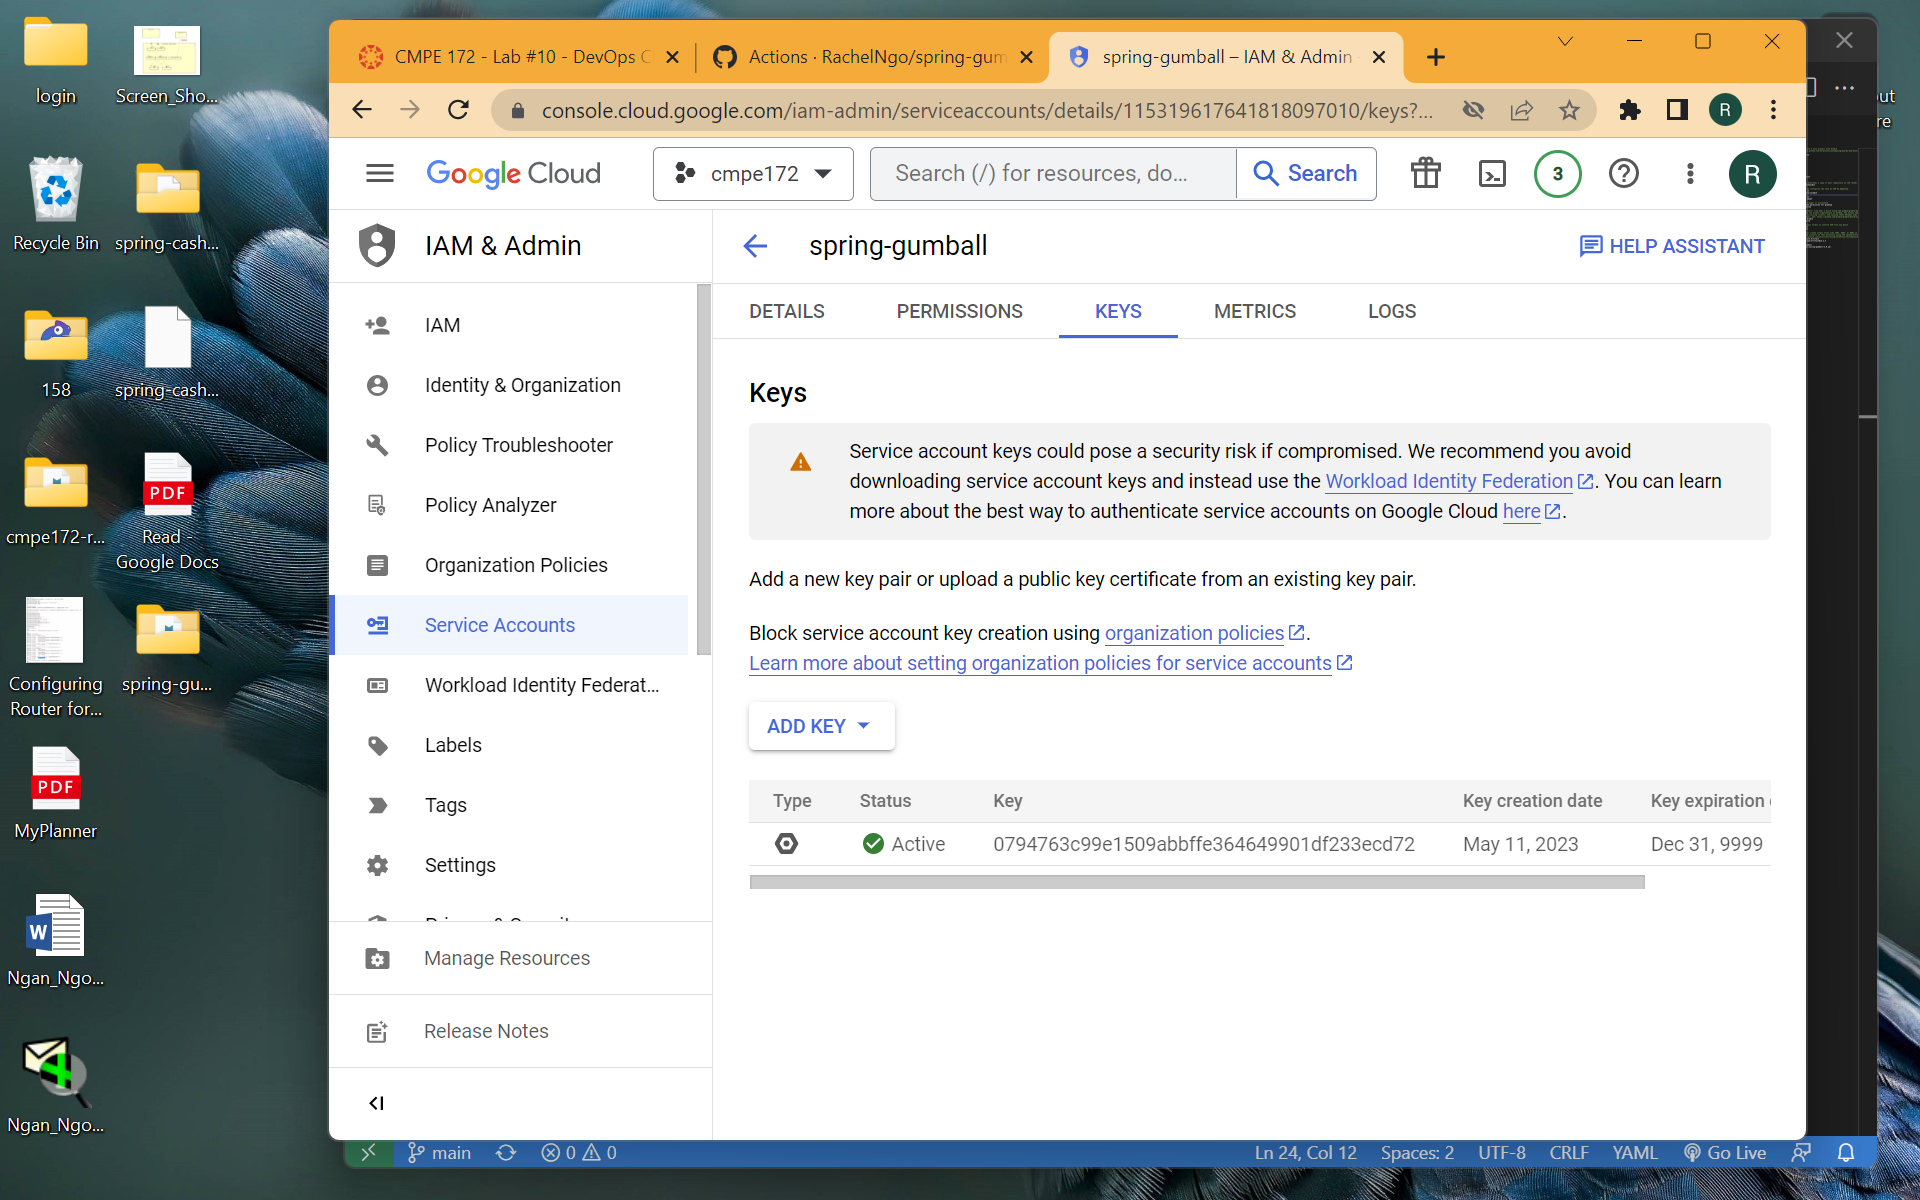 login
Screen_Sho...
Recycle Bin
spring-cash...
158
spring-cash...
cmpe172-r...
PDF
Read -
Google Docs
Configuring
Router for...
spring-gu...
PDF
MyPlanner
W
Ngan_Ngo...
Ngan_Ngo...
CMPE 172 - Lab #10 - DevOps C
Actions · RachelNgo/spring-gum
spring-gumball – IAM & Admin
console.cloud.google.com/iam-admin/serviceaccounts/details/115319617641818097010/keys?...
R
Google Cloud
cmpe172
Search (/) for resources, do...
Search
3
R
IAM & Admin
spring-gumball
HELP ASSISTANT
IAM
Identity & Organization
Policy Troubleshooter
Policy Analyzer
Organization Policies
Service Accounts
Workload Identity Federat...
Labels
Tags
Settings
Manage Resources
Release Notes
DETAILS
PERMISSIONS
KEYS
METRICS
LOGS
Keys
Service account keys could pose a security risk if compromised. We recommend you avoid
downloading service account keys and instead use the Workload Identity Federation. You can learn
more about the best way to authenticate service accounts on Google Cloud here.
Add a new key pair or upload a public key certificate from an existing key pair.
Block service account key creation using organization policies.
Learn more about setting organization policies for service accounts
ADD KEY
Type Status Key Key creation date Key expiration
Active 0794763c99e1509abbffe364649901df233ecd72 May 11, 2023 Dec 31, 9999
main 0 0 Ln 24, Col 12 Spaces: 2 UTF-8 CRLF YAML Go Live